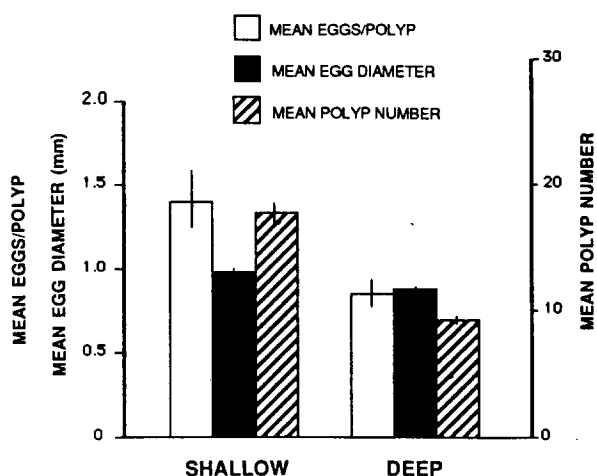 MEAN EGGS/POLYP
MEAN EGG DIAMETER
MEAN POLYP NUMBER
MEAN EGGS/POLYP
MEAN EGG DIAMETER (mm)
2.0
1.5
1.0
0.5
0
30
20
10
0
MEAN POLYP NUMBER
SHALLOW
DEEP